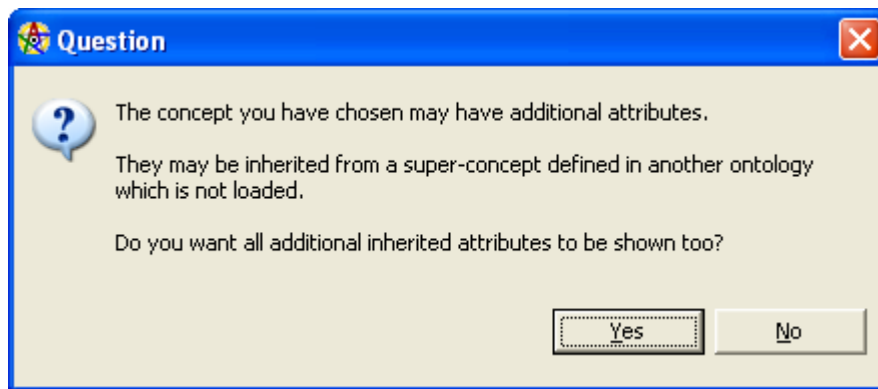 Question
The concept you have chosen may have additional attributes.
They may be inherited from a super-concept defined in another ontology
which is not loaded.
Do you want all additional inherited attributes to be shown too?
Yes
No